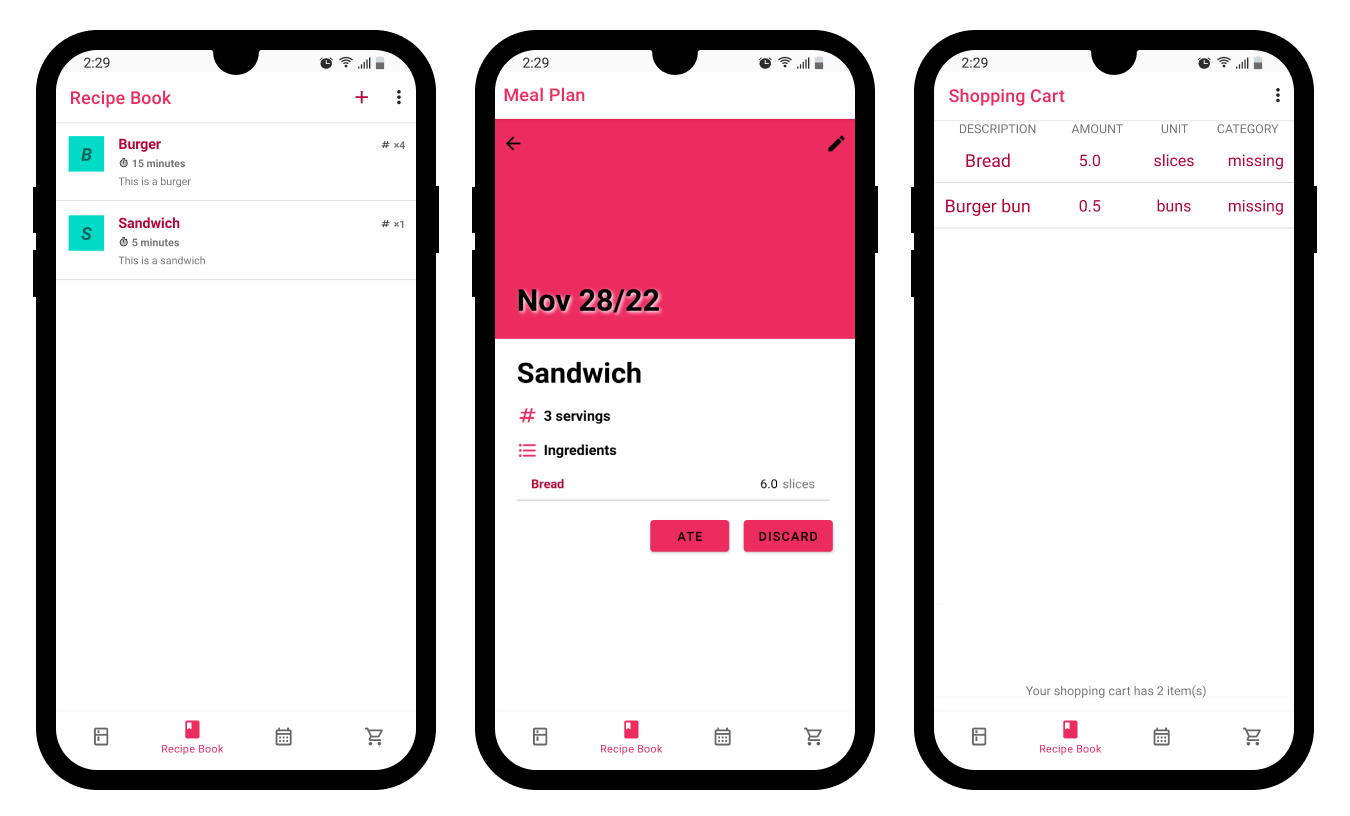 2:29
Recipe Book
B
Burger
# ×4
15 minutes
This is a burger
S
Sandwich
# ×1
5 minutes
This is a sandwich
Recipe Book
2:29
Meal Plan
Nov 28/22
Sandwich
# 3 servings
Ingredients
Bread 6.0 slices
ATE DISCARD
Recipe Book
2:29
Shopping Cart
DESCRIPTION AMOUNT UNIT CATEGORY
Bread 5.0 slices missing
Burger bun 0.5 buns missing
Your shopping cart has 2 item(s)
Recipe Book